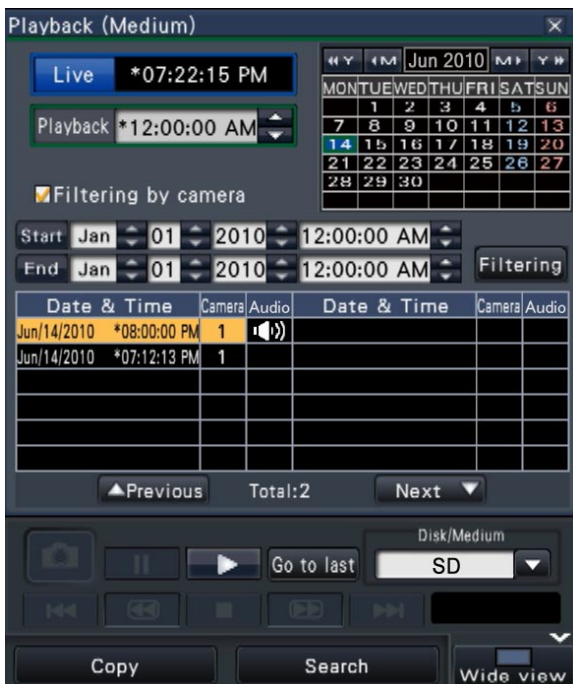 Playback (Medium)
Live *07:22:15 PM
Playback *12:00:00 AM
Y M Jun 2010 M Y
MON TUE WED THU FRI SAT SUN
1 2 3 4 5 6
7 8 9 10 11 12 13
14 15 16 17 18 19 20
21 22 23 24 25 26 27
28 29 30
Filtering by camera
Start Jan 01 2010 12:00:00 AM
End Jan 01 2010 12:00:00 AM Filtering
Date & Time Camera Audio Date & Time Camera Audio
Jun/14/2010 *08:00:00 PM 1
Jun/14/2010 *07:12:13 PM 1
Previous Total:2 Next
Disk/Medium
Go to last SD
Copy Search Wide view